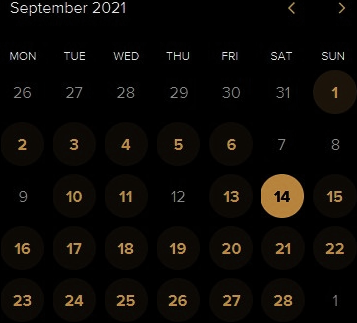 September 2021
MON TUE WED THU FRI SAT SUN
26 27 28 29 30 31 1
2 3 4 5 6 7 8
9 10 11 12 13 14 15
16 17 18 19 20 21 22
23 24 25 26 27 28 1